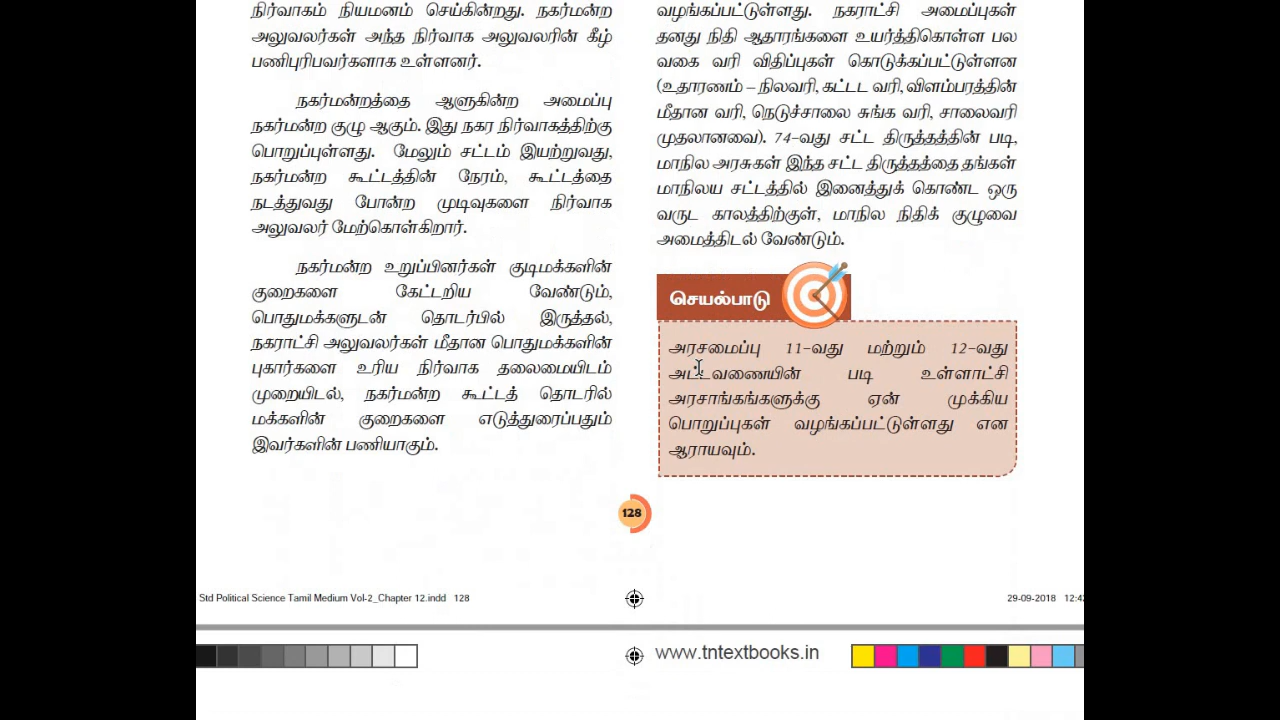 நிர்வாகம் நியமனம் செய்கின்றது. நகர்மன்ற
அலுவலர்கள் அந்த நிர்வாக அலுவலரின் கீழ்
பணிபுரிபவர்களாக உள்ளனர்.
நகர்மன்றத்தை ஆளுகின்ற அமைப்பு
நகர்மன்ற குழு ஆகும். இது நகர நிர்வாகத்திற்கு
பொறுப்புள்ளது. மேலும் சட்டம் இயற்றுவது,
நகர்மன்ற கூட்டத்தின் நேரம், கூட்டத்தை
நடத்துவது போன்ற முடிவுகளை நிர்வாக
அலுவலர் மேற்கொள்கிறார்.
நகர்மன்ற உறுப்பினர்கள் குடிமக்களின்
குறைகளை கேட்டறிய வேண்டும்,
பொதுமக்களுடன் தொடர்பில் இருத்தல்,
நகராட்சி அலுவலர்கள் மீதான பொதுமக்களின்
புகார்களை உரிய நிர்வாக தலைமையிடம்
முறையிடல், நகர்மன்ற கூட்டத் தொடரில்
மக்களின் குறைகளை எடுத்துரைப்பதும்
இவர்களின் பணியாகும்.
வழங்கப்பட்டுள்ளது. நகராட்சி அமைப்புகள்
தனது நிதி ஆதாரங்களை உயர்த்திகொள்ள பல
வகை வரி விதிப்புகள் கொடுக்கப்பட்டுள்ளன
(உதாரணம் – நிலவரி, கட்டட வரி, விளம்பரத்தின்
மீதான வரி, நெடுச்சாலை சுங்க வரி, சாலைவரி
முதலானவை). 74-வது சட்ட திருத்தத்தின் படி,
மாநில அரசுகள் இந்த சட்ட திருத்தத்தை தங்கள்
மாநிலய சட்டத்தில் இனைத்துக் கொண்ட ஒரு
வருட காலத்திற்குள், மாநில நிதிக் குழுவை
அமைத்திடல் வேண்டும்.
செயல்பாடு
அரசமைப்பு 11-வது மற்றும் 12-வது
அட்டவணையின் படி உள்ளாட்சி
அரசாங்கங்களுக்கு ஏன் முக்கிய
பொறுப்புகள் வழங்கப்பட்டுள்ளது என
ஆராயவும்.
128
Std Political Science Tamil Medium Vol-2_Chapter 12.indd 128
29-09-2018 12:42
www.tntextbooks.in